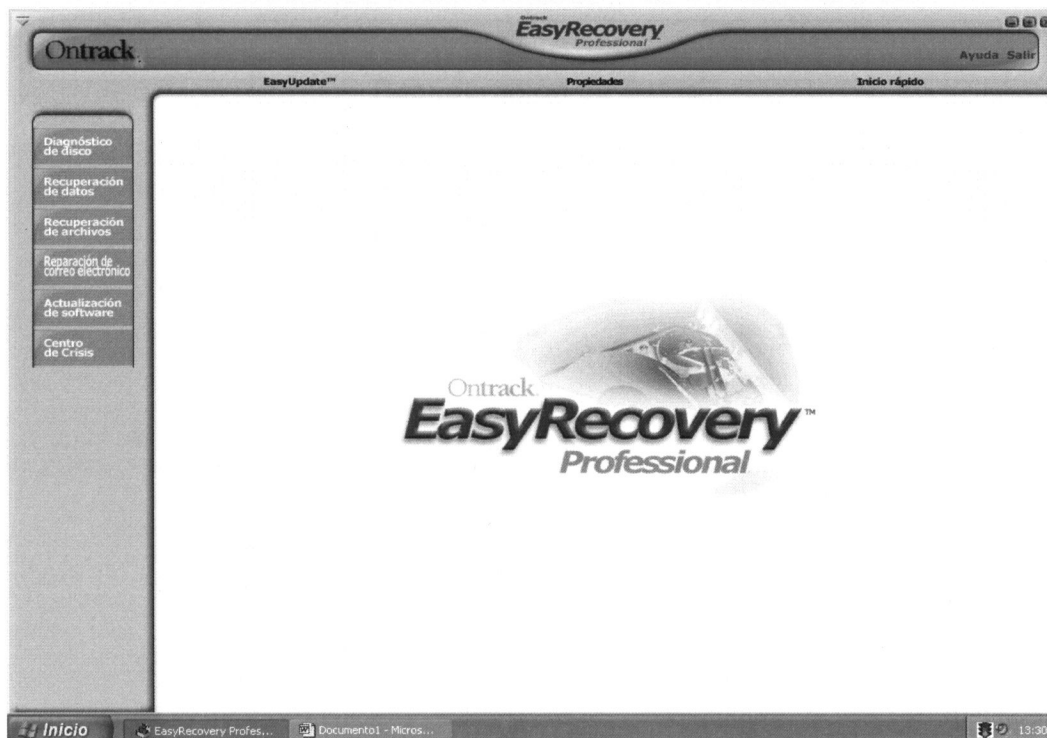 Ontrack
EasyRecovery
Professional
Ontrack
Ayuda Salir
EasyUpdate™
Propiedades
Inicio rápido
Diagnóstico
de disco
Recuperación
de datos
Recuperación
de archivos
Reparación de
correo electrónico
Actualización
de software
Centro
de Crisis
Ontrack
EasyRecovery™
Professional
Inicio
EasyRecovery Profes...
Documento1 - Micros...
13:30